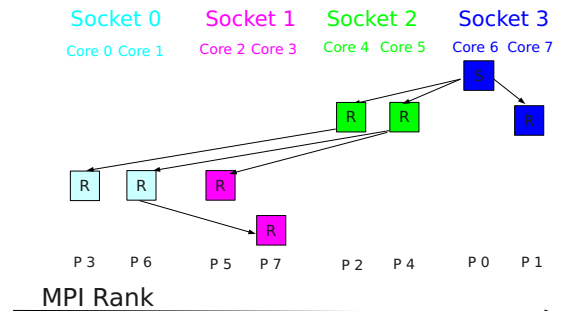 Socket 0 Socket 1 Socket 2 Socket 3
Core 0 Core 1 Core 2 Core 3 Core 4 Core 5 Core 6 Core 7
S
R R R
R R R
R
P 3 P 6 P 5 P 7 P 2 P 4 P 0 P 1
MPI Rank